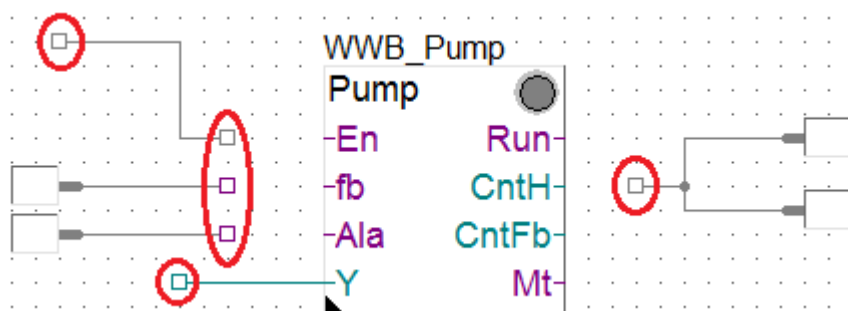 WWB_Pump
Pump
En Run
fb CntH
Ala CntFb
Y Mt